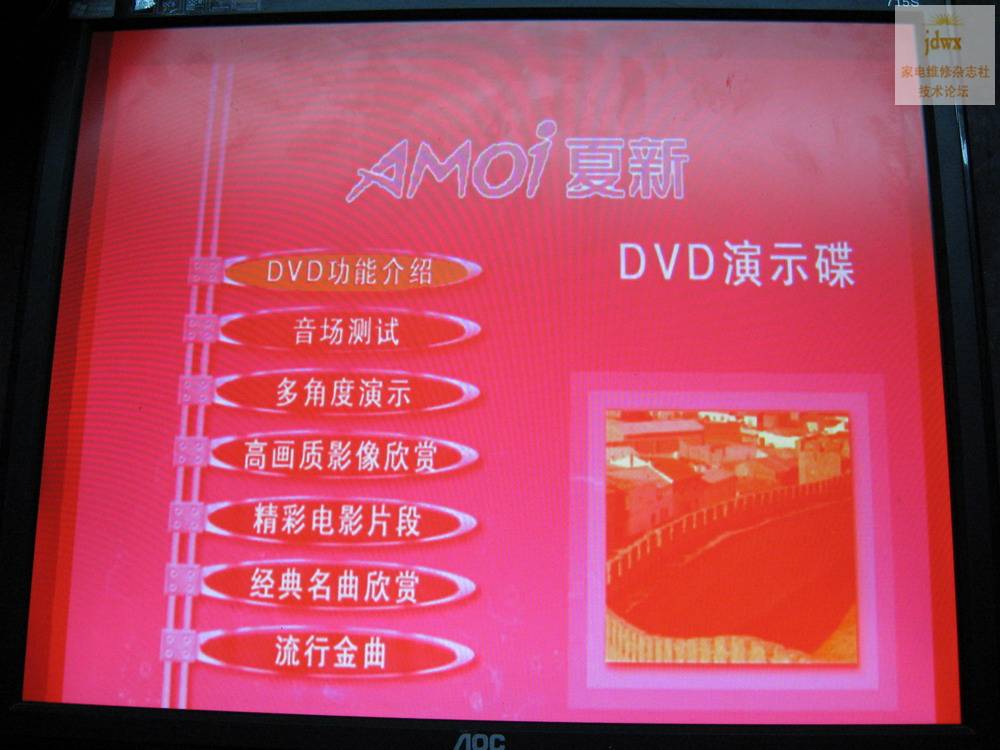 715S
jdwx
家电维修杂志社
技术论坛
AMOI 夏新
DVD演示碟
DVD功能介绍
音场测试
多角度演示
高画质影像欣赏
精彩电影片段
经典名曲欣赏
流行金曲
AOC